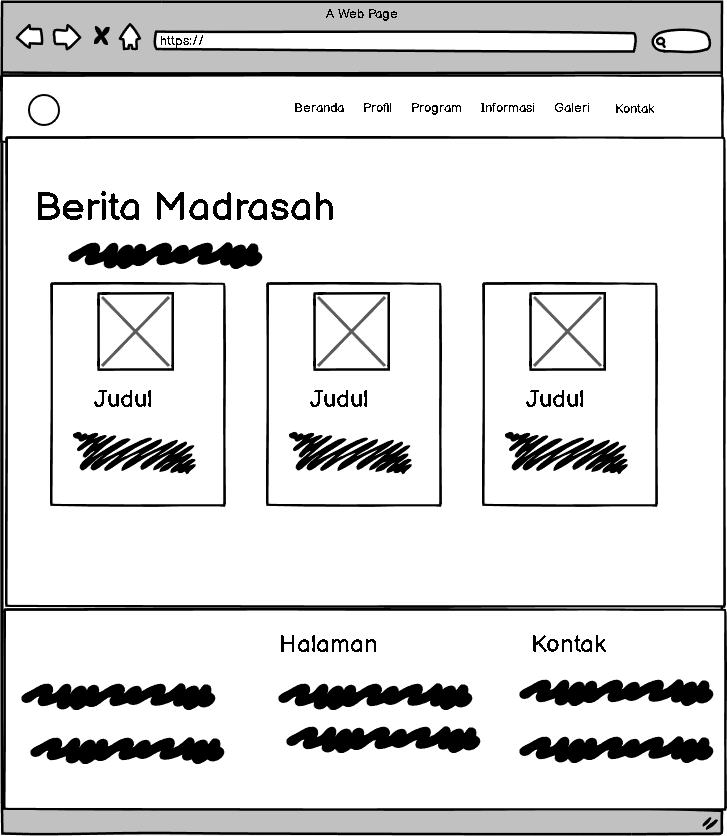 A Web Page
https://
Beranda Profil Program Informasi Galeri Kontak
Berita Madrasah
Judul Judul Judul
Halaman Kontak